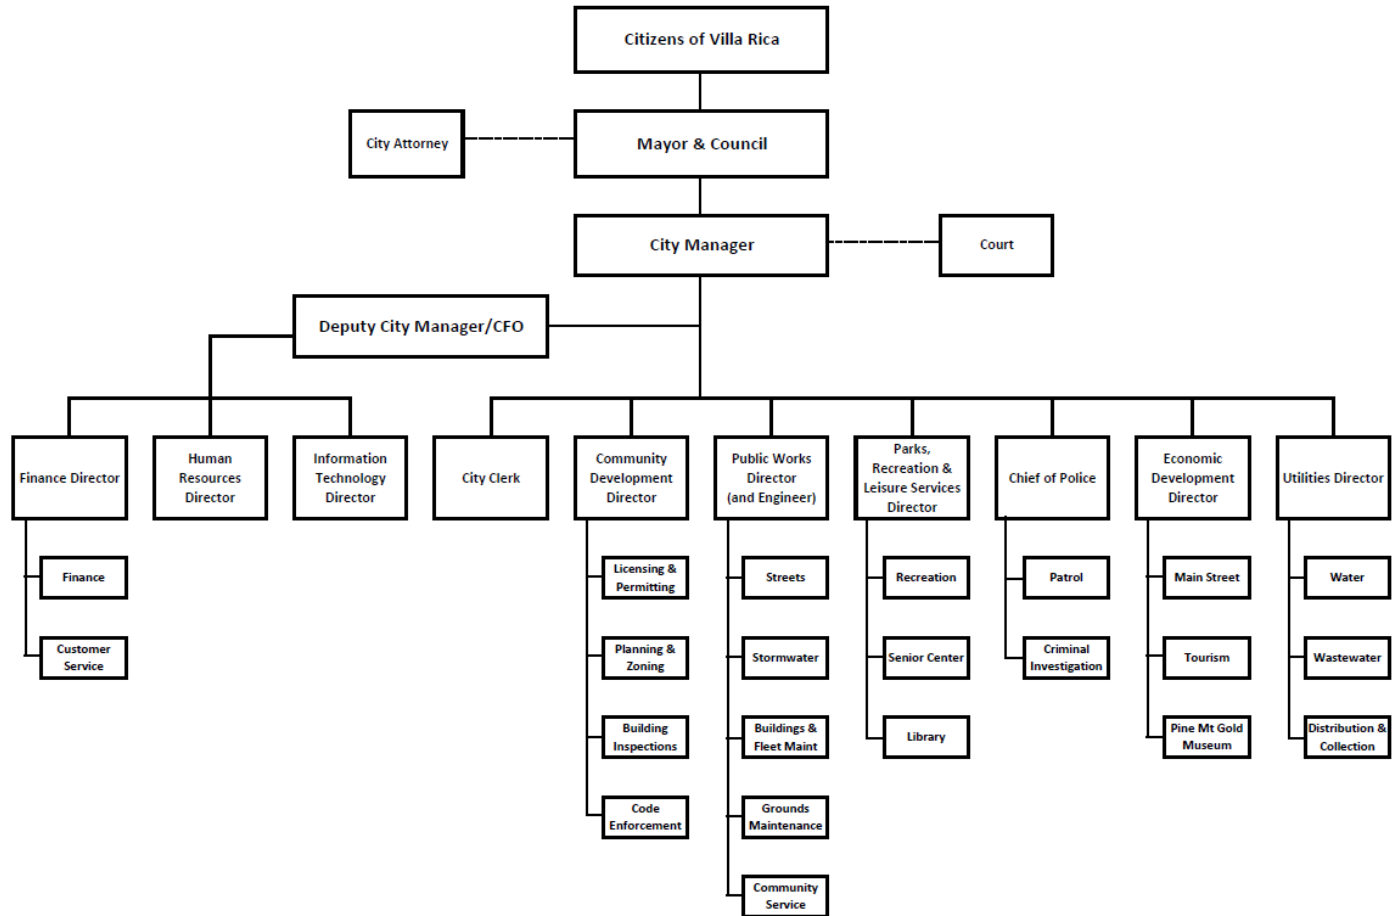 Citizens of Villa Rica
City Attorney
Mayor & Council
City Manager
Court
Deputy City Manager/CFO
Finance Director
Human
Resources
Director
Information
Technology
Director
City Clerk
Community
Development
Director
Public Works
Director
(and Engineer)
Parks,
Recreation &
Leisure Services
Director
Chief of Police
Economic
Development
Director
Utilities Director
Finance
Customer
Service
Licensing &
Permitting
Planning &
Zoning
Building
Inspections
Code
Enforcement
Streets
Stormwater
Buildings &
Fleet Maint
Grounds
Maintenance
Community
Service
Recreation
Senior Center
Library
Patrol
Criminal
Investigation
Main Street
Tourism
Pine Mt Gold
Museum
Water
Wastewater
Distribution &
Collection